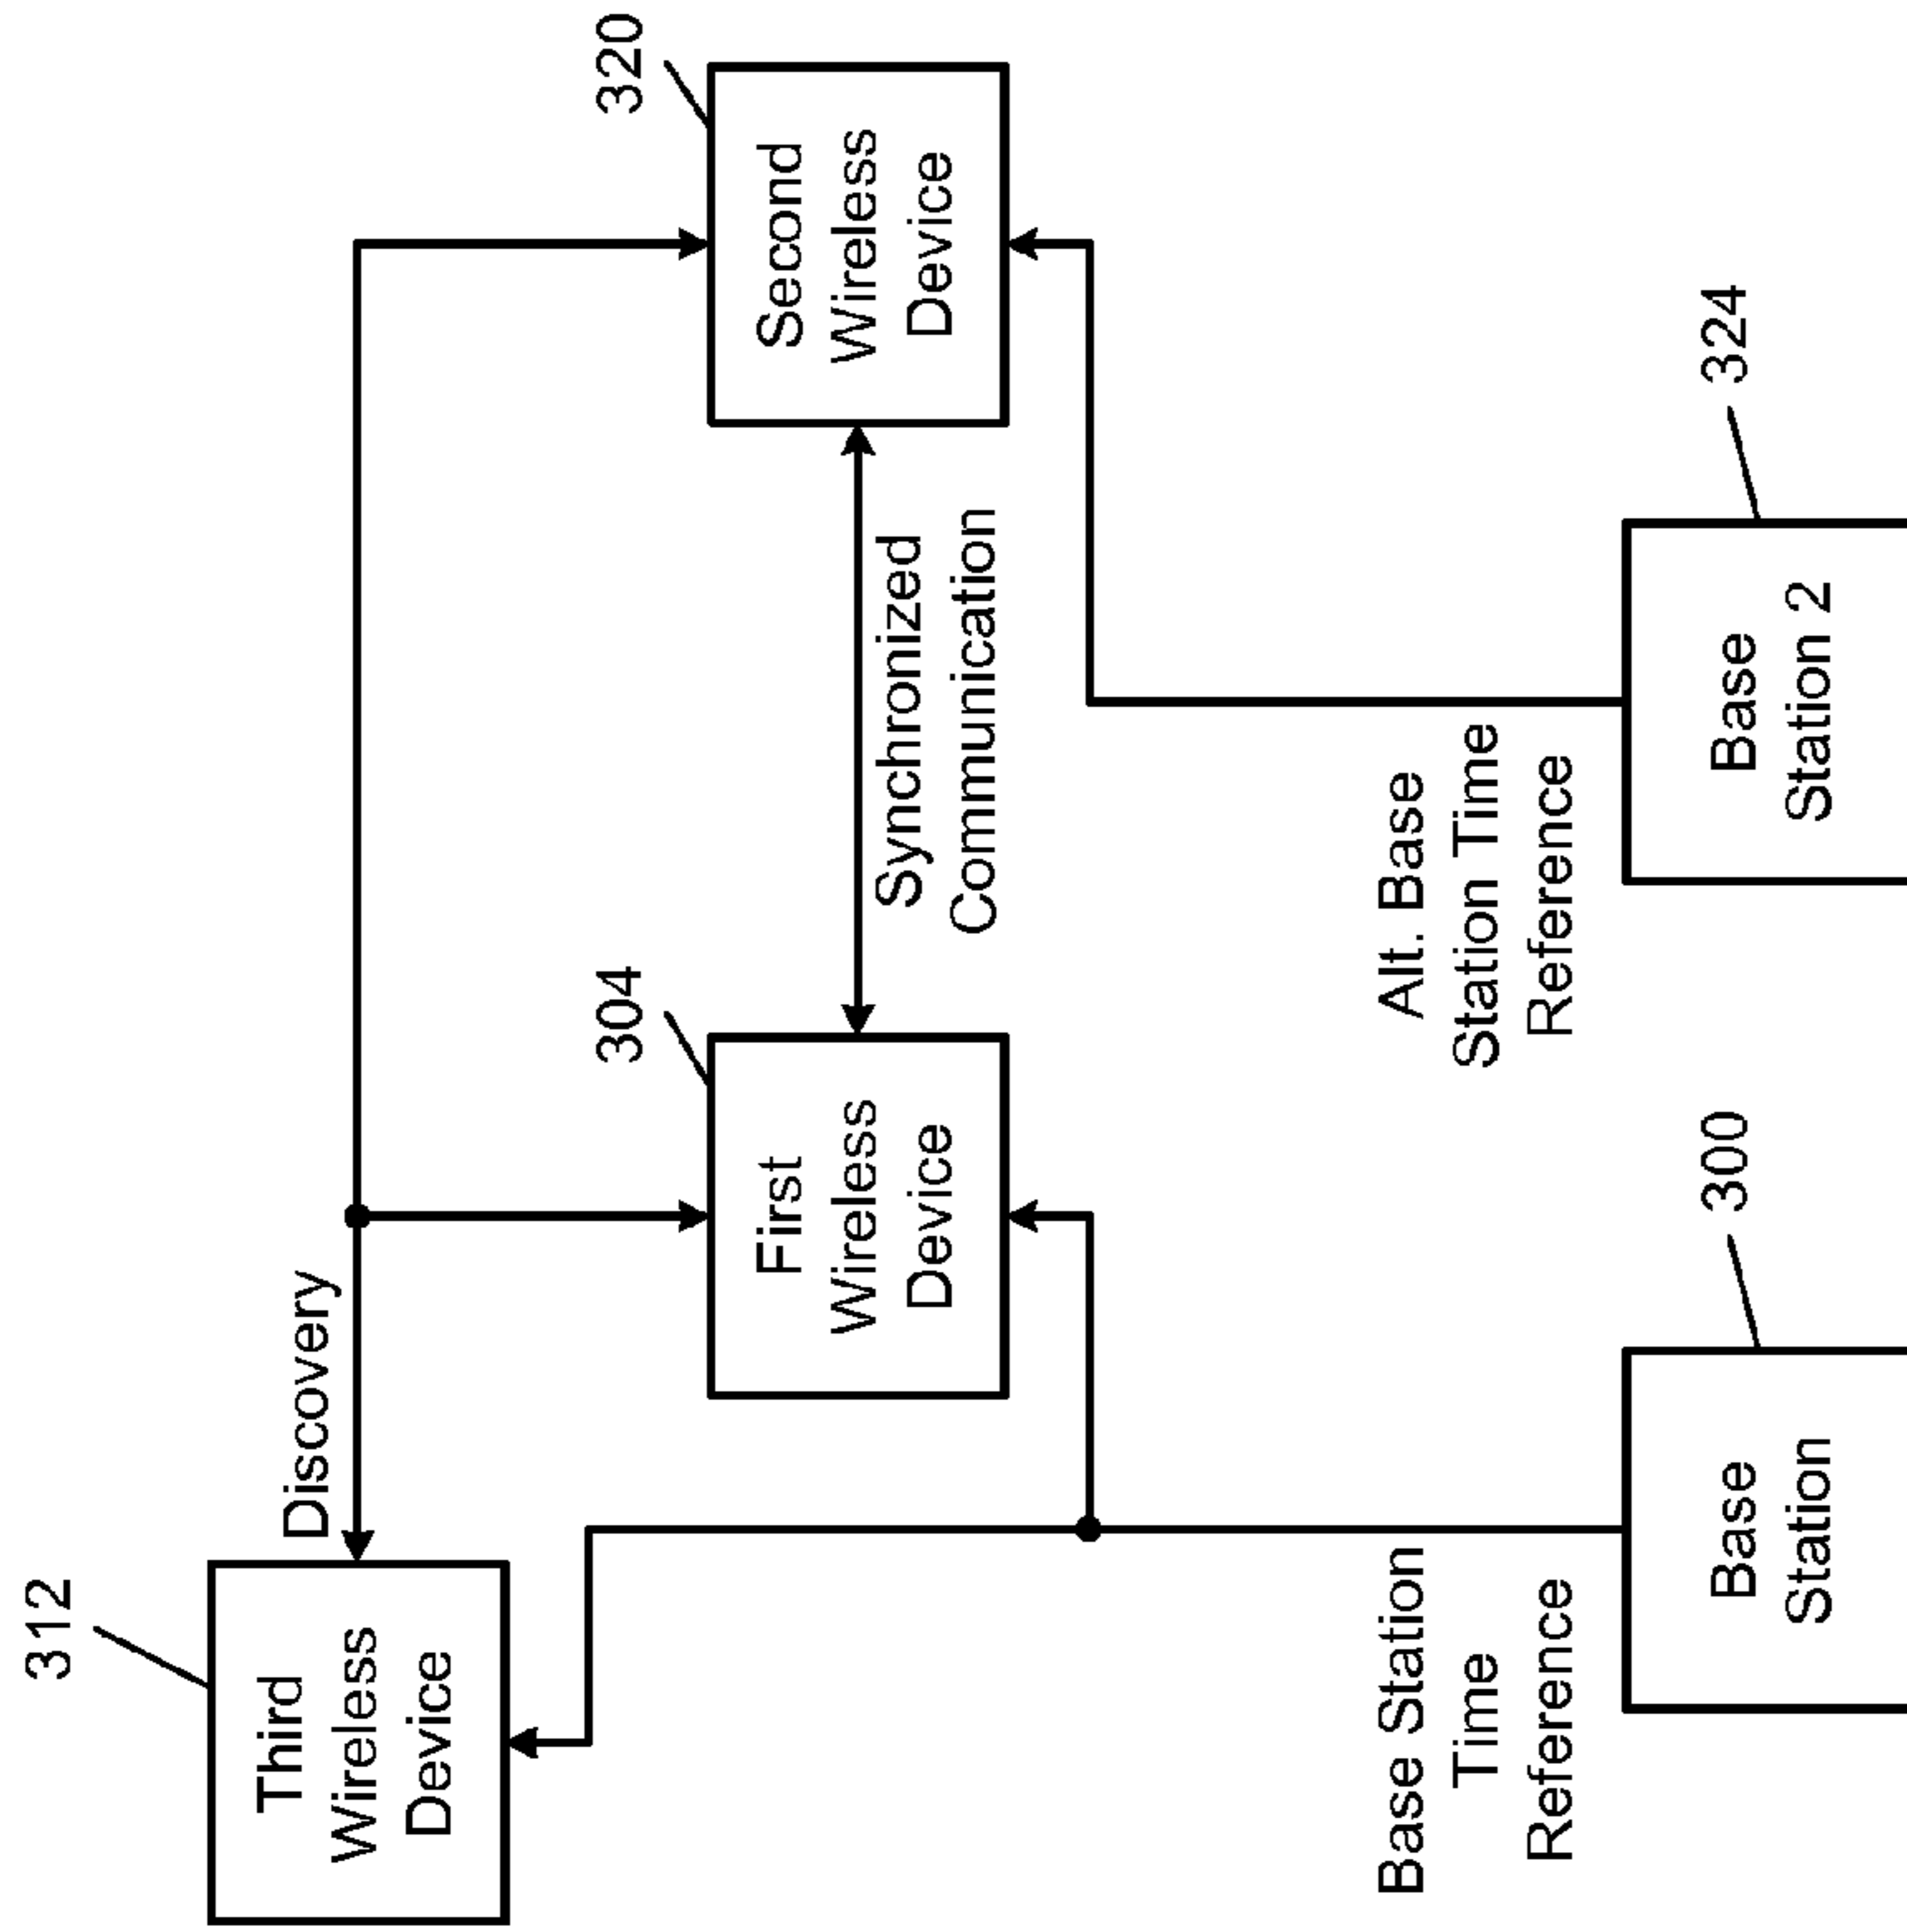 312
Third
Wireless
Device
Discovery
304
First
Wireless
Device
320
Second
Wireless
Device
Synchronized
Communication
Base Station
Time
Reference
Alt. Base
Station Time
Reference
300
Base
Station
324
Base
Station 2